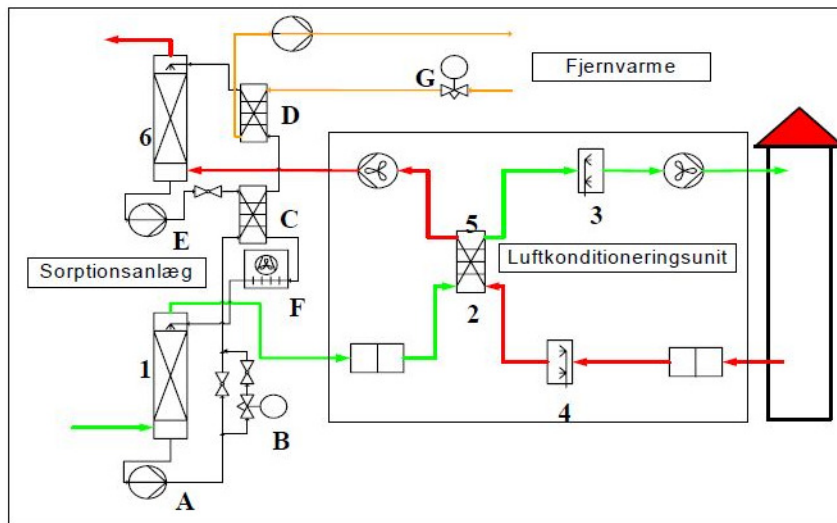 Fjernvarme
G
D
6
C
5
3
E
Sorptionsanlæg
Luftkonditioneringsunit
F
2
1
4
B
A